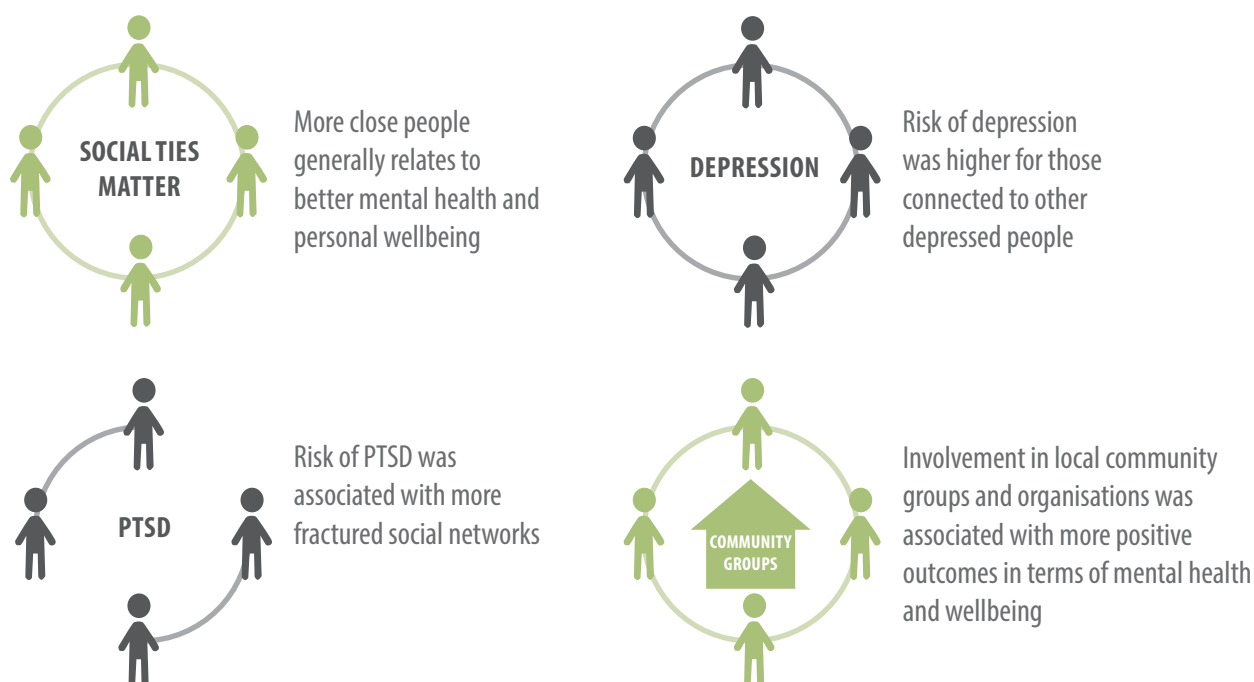 SOCIAL TIES
MATTER
More close people
generally relates to
better mental health and
personal wellbeing
DEPRESSION
Risk of depression
was higher for those
connected to other
depressed people
PTSD
Risk of PTSD was
associated with more
fractured social networks
COMMUNITY
GROUPS
Involvement in local community
groups and organisations was
associated with more positive
outcomes in terms of mental health
and wellbeing